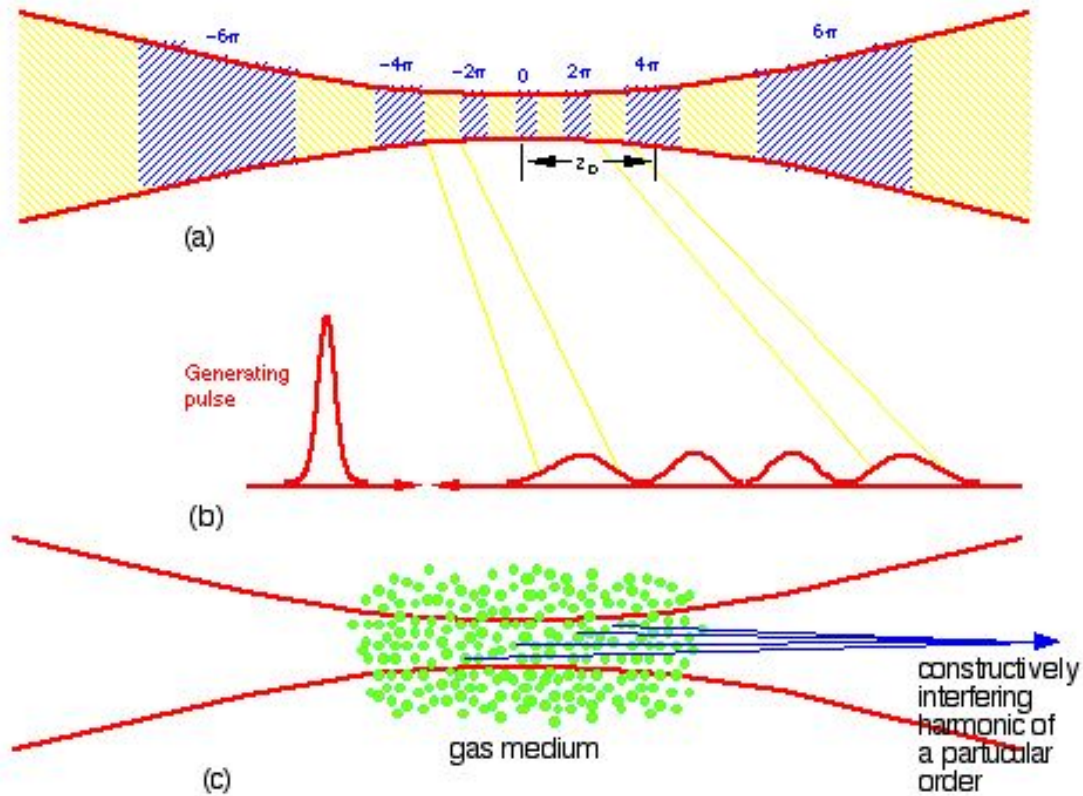 -6π
-4π
-2π
0
2π
4π
6π
z_D
(a)
Generating
pulse
(b)
constructively
interfering
harmonic of
a partucular
order
gas medium
(c)